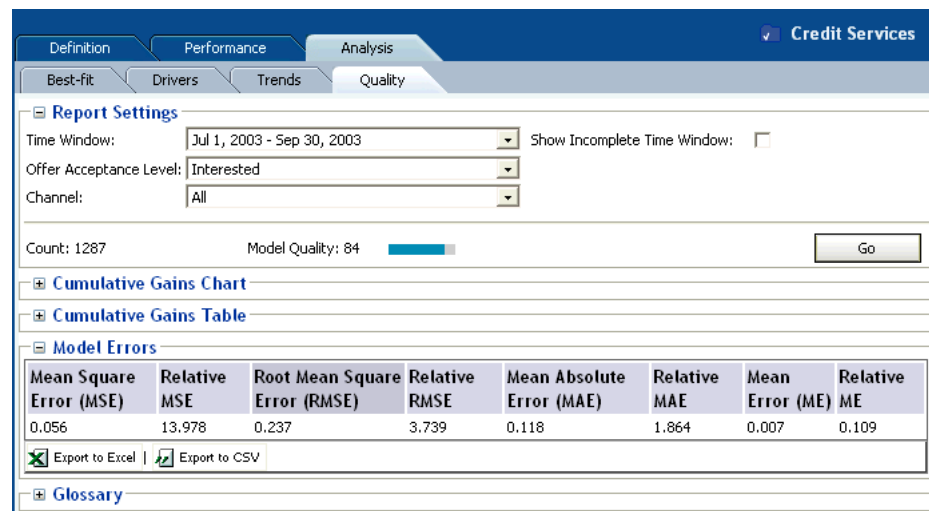 Credit Services
Definition Performance Analysis
Best-fit Drivers Trends Quality
Report Settings
Time Window: Jul 1, 2003 - Sep 30, 2003 Show Incomplete Time Window:
Offer Acceptance Level: Interested
Channel: All
Count: 1287 Model Quality: 84 Go
Cumulative Gains Chart
Cumulative Gains Table
Model Errors
Mean Square Relative Root Mean Square Relative Mean Absolute Relative Mean Relative
Error (MSE) MSE Error (RMSE) RMSE Error (MAE) MAE Error (ME) ME
0.056 13.978 0.237 3.739 0.118 1.864 0.007 0.109
Export to Excel | Export to CSV
Glossary